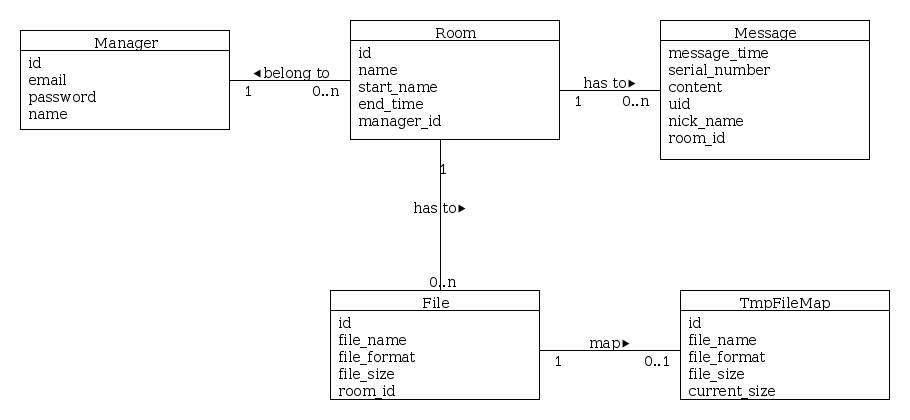 Manager
id
email
password
name
◄belong to
1
0..n
Room
id
name
start_name
end_time
manager_id
has to►
1
0..n
Message
message_time
serial_number
content
uid
nick_name
room_id
1
has to►
0..n
File
id
file_name
file_format
file_size
room_id
map►
1
0..1
TmpFileMap
id
file_name
file_format
file_size
current_size